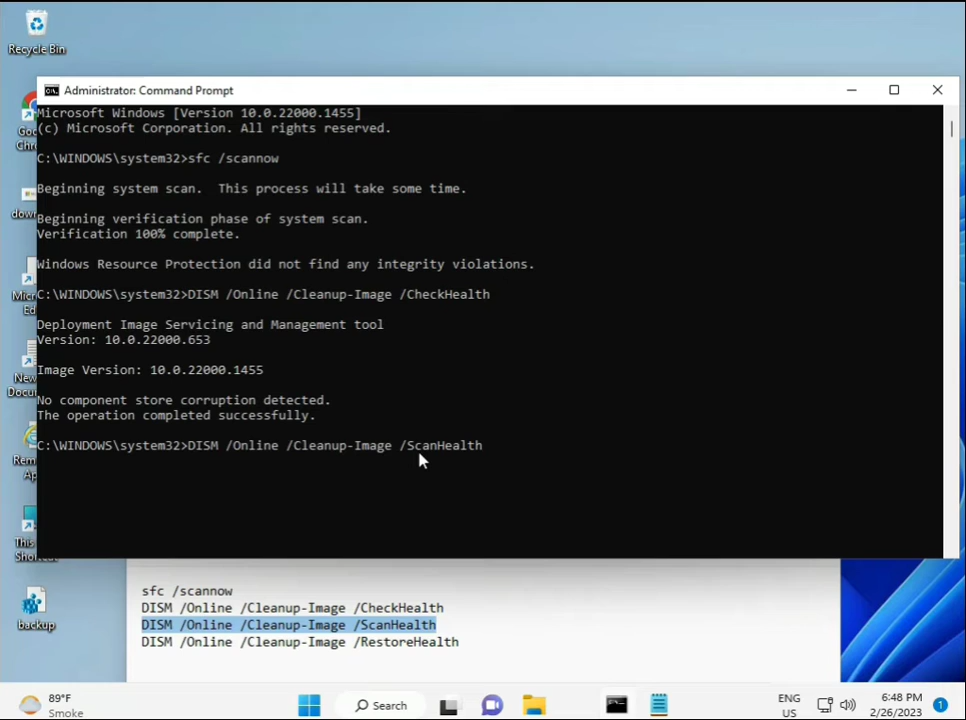 Recycle Bin
Administrator: Command Prompt
Microsoft Windows [Version 10.0.22000.1455]
(c) Microsoft Corporation. All rights reserved.
C:\WINDOWS\system32>sfc /scannow
Beginning system scan.  This process will take some time.
Beginning verification phase of system scan.
Verification 100% complete.
Windows Resource Protection did not find any integrity violations.
C:\WINDOWS\system32>DISM /Online /Cleanup-Image /CheckHealth
Deployment Image Servicing and Management tool
Version: 10.0.22000.653
Image Version: 10.0.22000.1455
No component store corruption detected.
The operation completed successfully.
C:\WINDOWS\system32>DISM /Online /Cleanup-Image /ScanHealth
backup
sfc /scannow
DISM /Online /Cleanup-Image /CheckHealth
DISM /Online /Cleanup-Image /ScanHealth
DISM /Online /Cleanup-Image /RestoreHealth
89°F
Smoke
Search
ENG
US
6:48 PM
2/26/2023
1